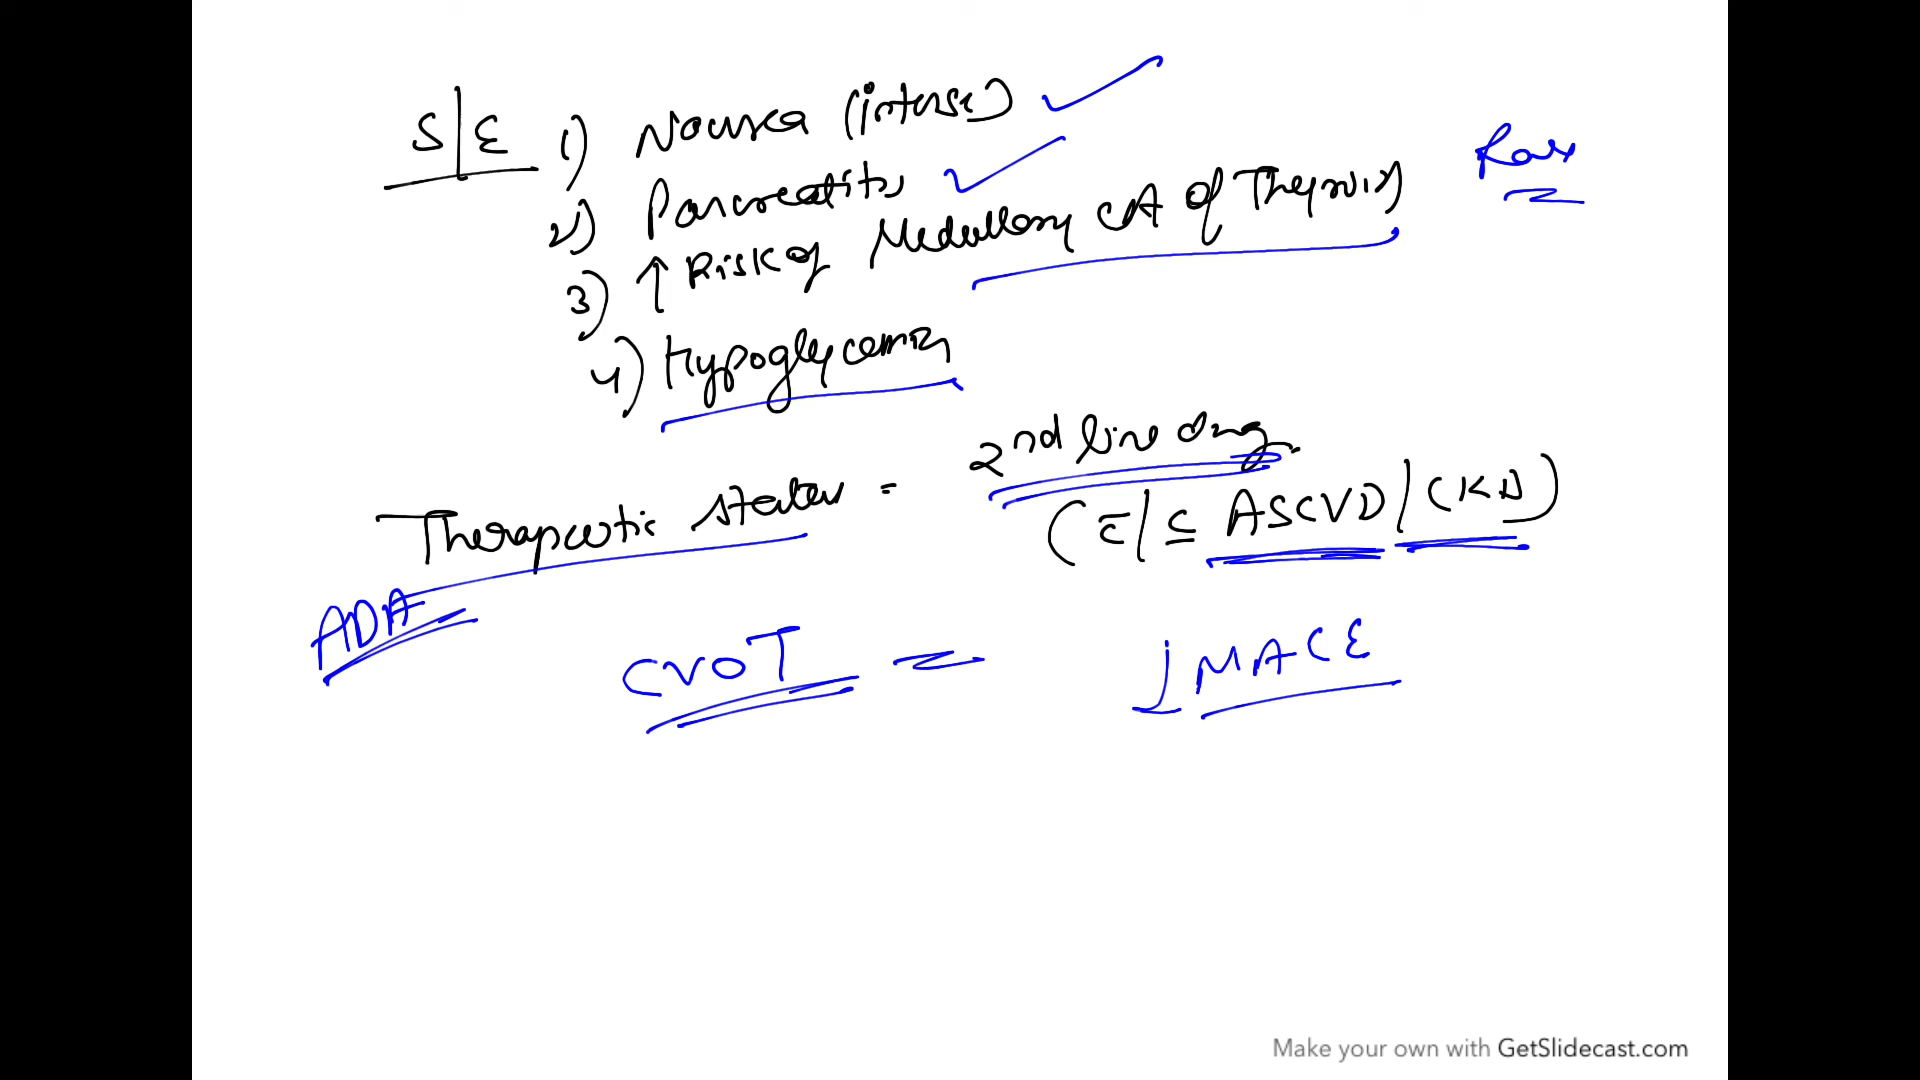 S/E 1) Nausea (intense)
2) Pancreatitis
3) ↑ Risk of Medullary CA of Thyroid Rare
4) Hypoglycemia
Therapeutic status = 2nd line drug
(c̅/s̅ ASCVD/CKD)
ADA
CVOT = ↓ MACE
Make your own with GetSlidecast.com